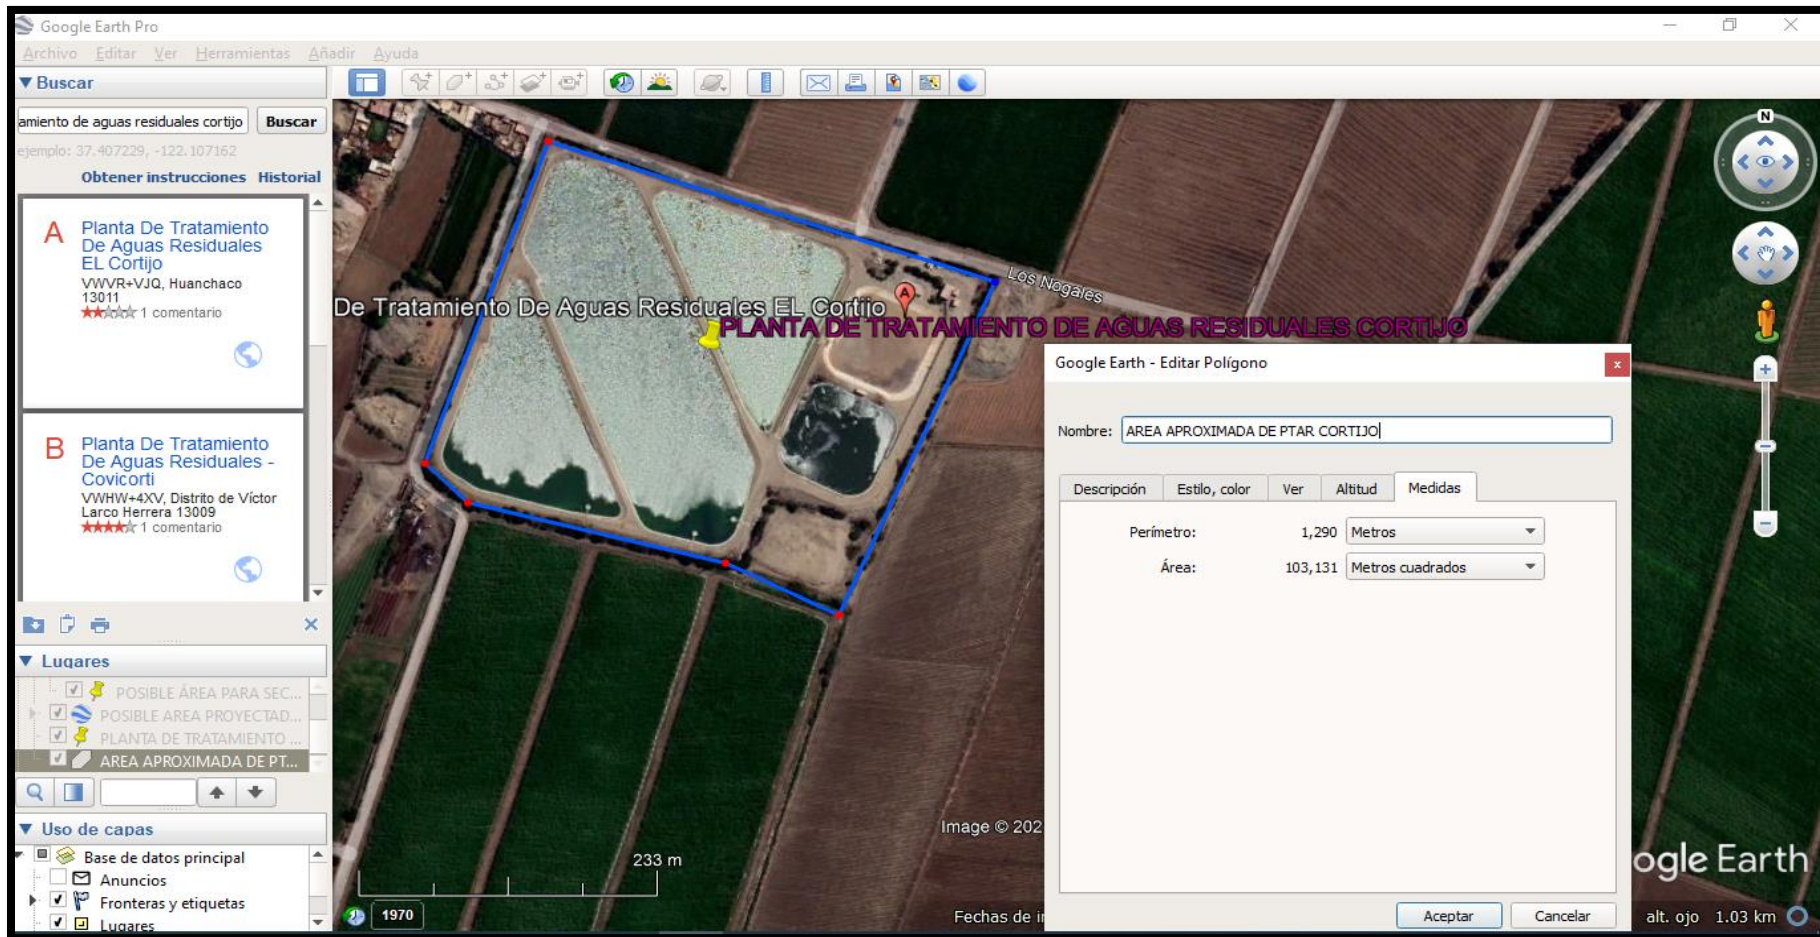 Google Earth Pro
Archivo Editar Ver Herramientas Añadir Ayuda
Buscar
amiento de aguas residuales cortijo Buscar
ejemplo: 37.407229, -122.107162
Obtener instrucciones Historial
A Planta De Tratamiento
De Aguas Residuales
EL Cortijo
VWVR+VJQ, Huanchaco
13011
1 comentario
B Planta De Tratamiento
De Aguas Residuales -
Covicorti
VWHW+4XV, Distrito de Víctor
Larco Herrera 13009
1 comentario
Lugares
POSIBLE ÁREA PARA SEC...
POSIBLE AREA PROYECTAD...
PLANTA DE TRATAMIENTO ...
AREA APROXIMADA DE PT...
Uso de capas
Base de datos principal
Anuncios
Fronteras y etiquetas
Lugares
N
Los Nogales
A
De Tratamiento De Aguas Residuales EL Cortijo
PLANTA DE TRATAMIENTO DE AGUAS RESIDUALES CORTIJO
Google Earth - Editar Polígono
Nombre: AREA APROXIMADA DE PTAR CORTIJO
Descripción Estilo, color Ver Altitud Medidas
Perímetro: 1,290 Metros
Área: 103,131 Metros cuadrados
Aceptar Cancelar
Image © 202
233 m
ogle Earth
1970
Fechas de i
alt. ojo 1.03 km